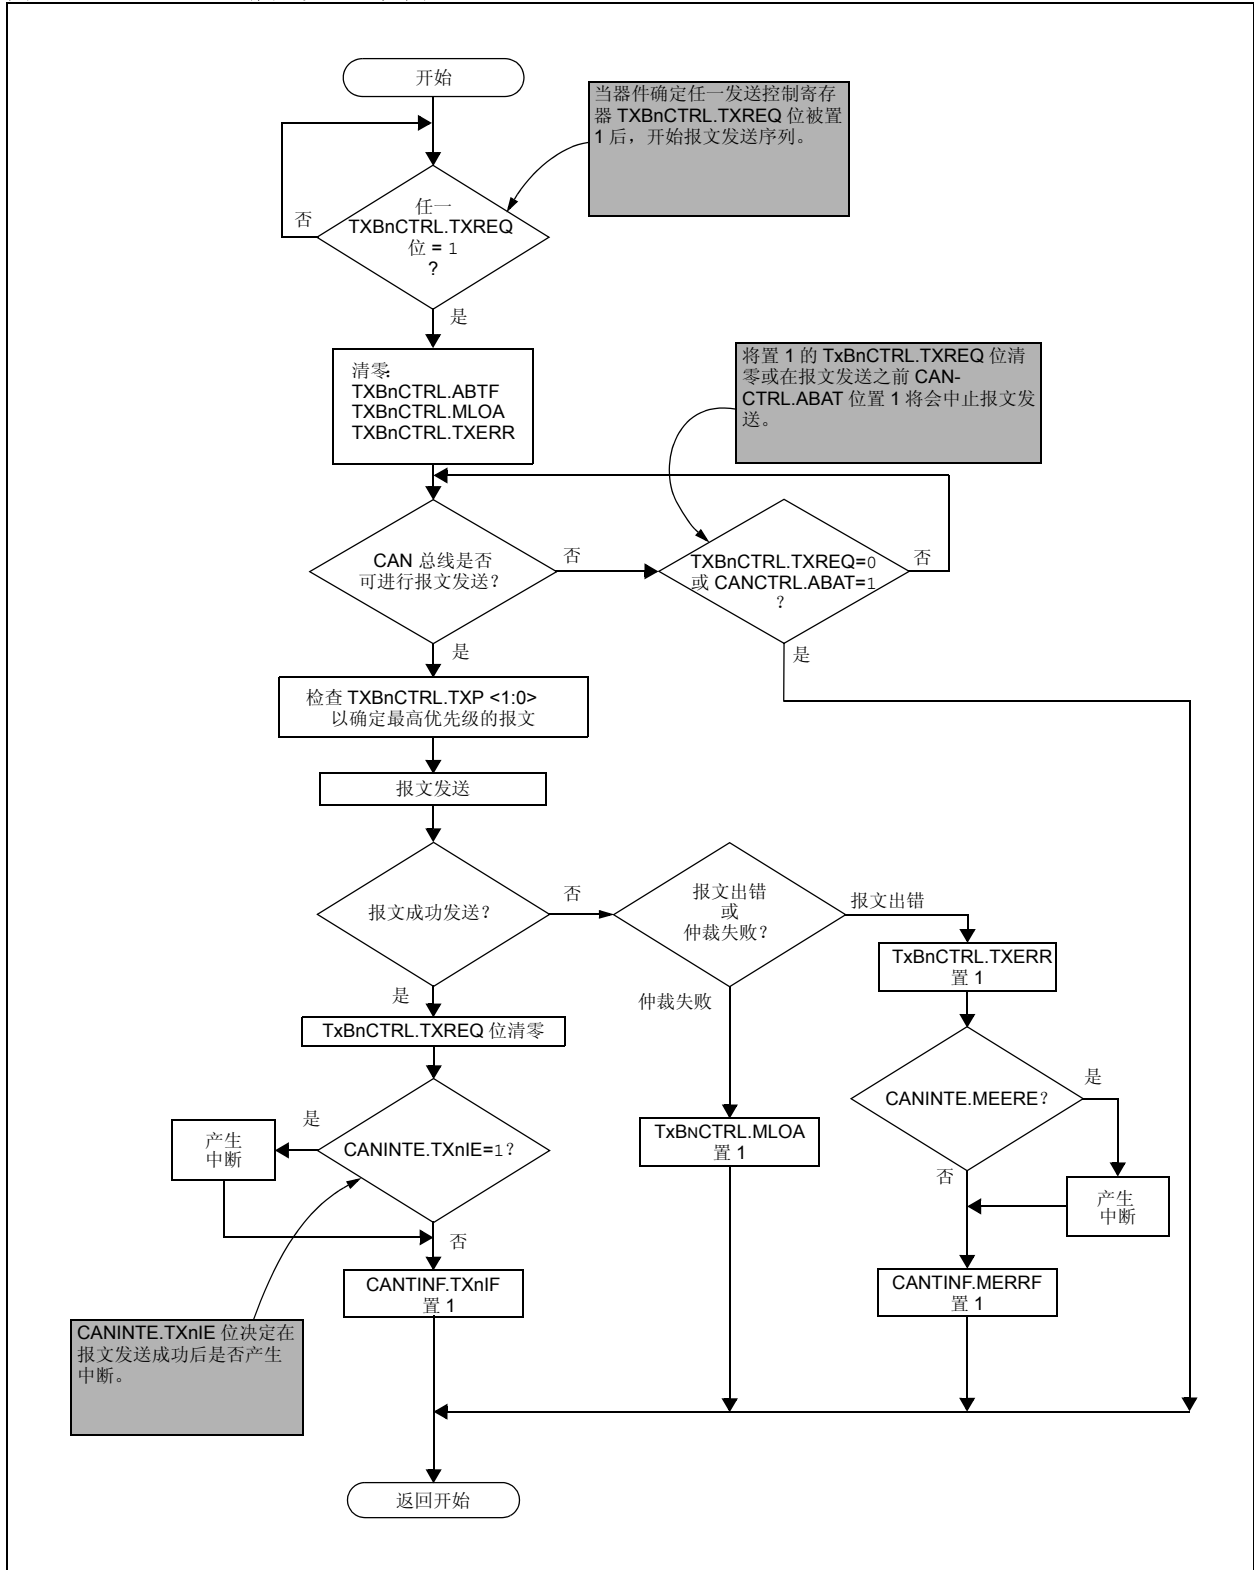 开始
当器件确定任一发送控制寄存
器 TXBnCTRL.TXREQ 位被置
1 后，开始报文发送序列。
任一
TXBnCTRL.TXREQ
位 = 1
?
否
是
清零:
TXBnCTRL.ABTF
TXBnCTRL.MLOA
TXBnCTRL.TXERR
将置 1 的 TxBnCTRL.TXREQ 位清
零或在报文发送之前 CAN-
CTRL.ABAT 位置 1 将会中止报文发
送。
CAN 总线是否
可进行报文发送？
否
TXBnCTRL.TXREQ=0
或 CANCTRL.ABAT=1
?
否
是
是
检查 TXBnCTRL.TXP <1:0>
以确定最高优先级的报文
报文发送
报文成功发送？
否
报文出错
或
仲裁失败？
报文出错
TxBnCTRL.TXERR
置 1
是
仲裁失败
TxBnCTRL.TXREQ 位清零
CANINTE.MEERE？
是
TxBNCTRL.MLOA
置 1
是
产生
中断
CANINTE.TXnIE=1？
否
产生
中断
否
CANTINF.TXnIF
置 1
CANTINF.MERRF
置 1
CANINTE.TXnIE 位决定在
报文发送成功后是否产生
中断。
返回开始